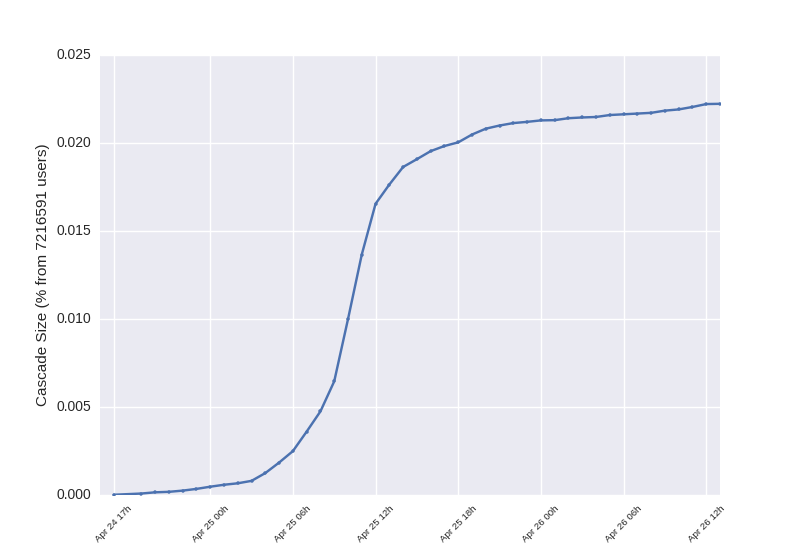 0.025
0.020
0.015
0.010
0.005
0.000
Cascade Size (% from 7216591 users)
Apr 24 17h
Apr 25 00h
Apr 25 06h
Apr 25 12h
Apr 25 18h
Apr 26 00h
Apr 26 06h
Apr 26 12h